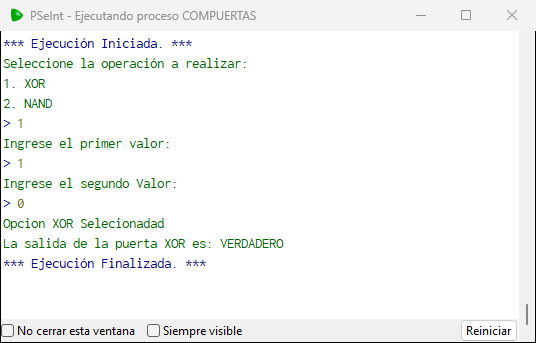 PSeInt - Ejecutando proceso COMPUERTAS
*** Ejecución Iniciada. ***
Seleccione la operación a realizar:
1. XOR
2. NAND
> 1
Ingrese el primer valor:
> 1
Ingrese el segundo Valor:
> 0
Opcion XOR Selecionadad
La salida de la puerta XOR es: VERDADERO
*** Ejecución Finalizada. ***
No cerrar esta ventana Siempre visible Reiniciar